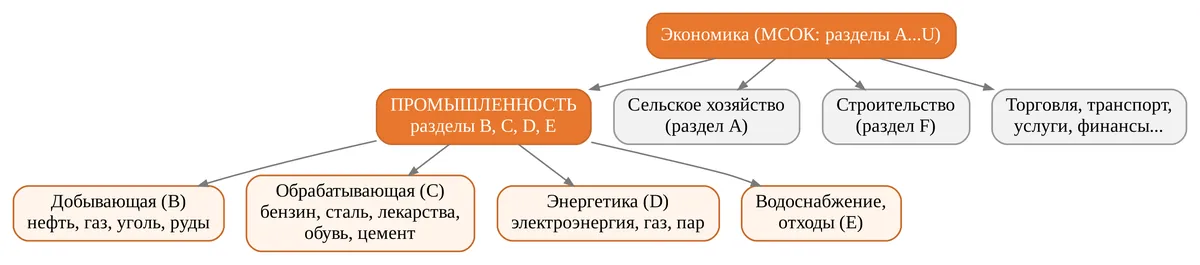 Экономика (МСОК: разделы A...U)
ПРОМЫШЛЕННОСТЬ
разделы B, C, D, E
Сельское хозяйство
(раздел A)
Строительство
(раздел F)
Торговля, транспорт,
услуги, финансы...
Добывающая (B)
нефть, газ, уголь, руды
Обрабатывающая (C)
бензин, сталь, лекарства,
обувь, цемент
Энергетика (D)
электроэнергия, газ, пар
Водоснабжение,
отходы (E)